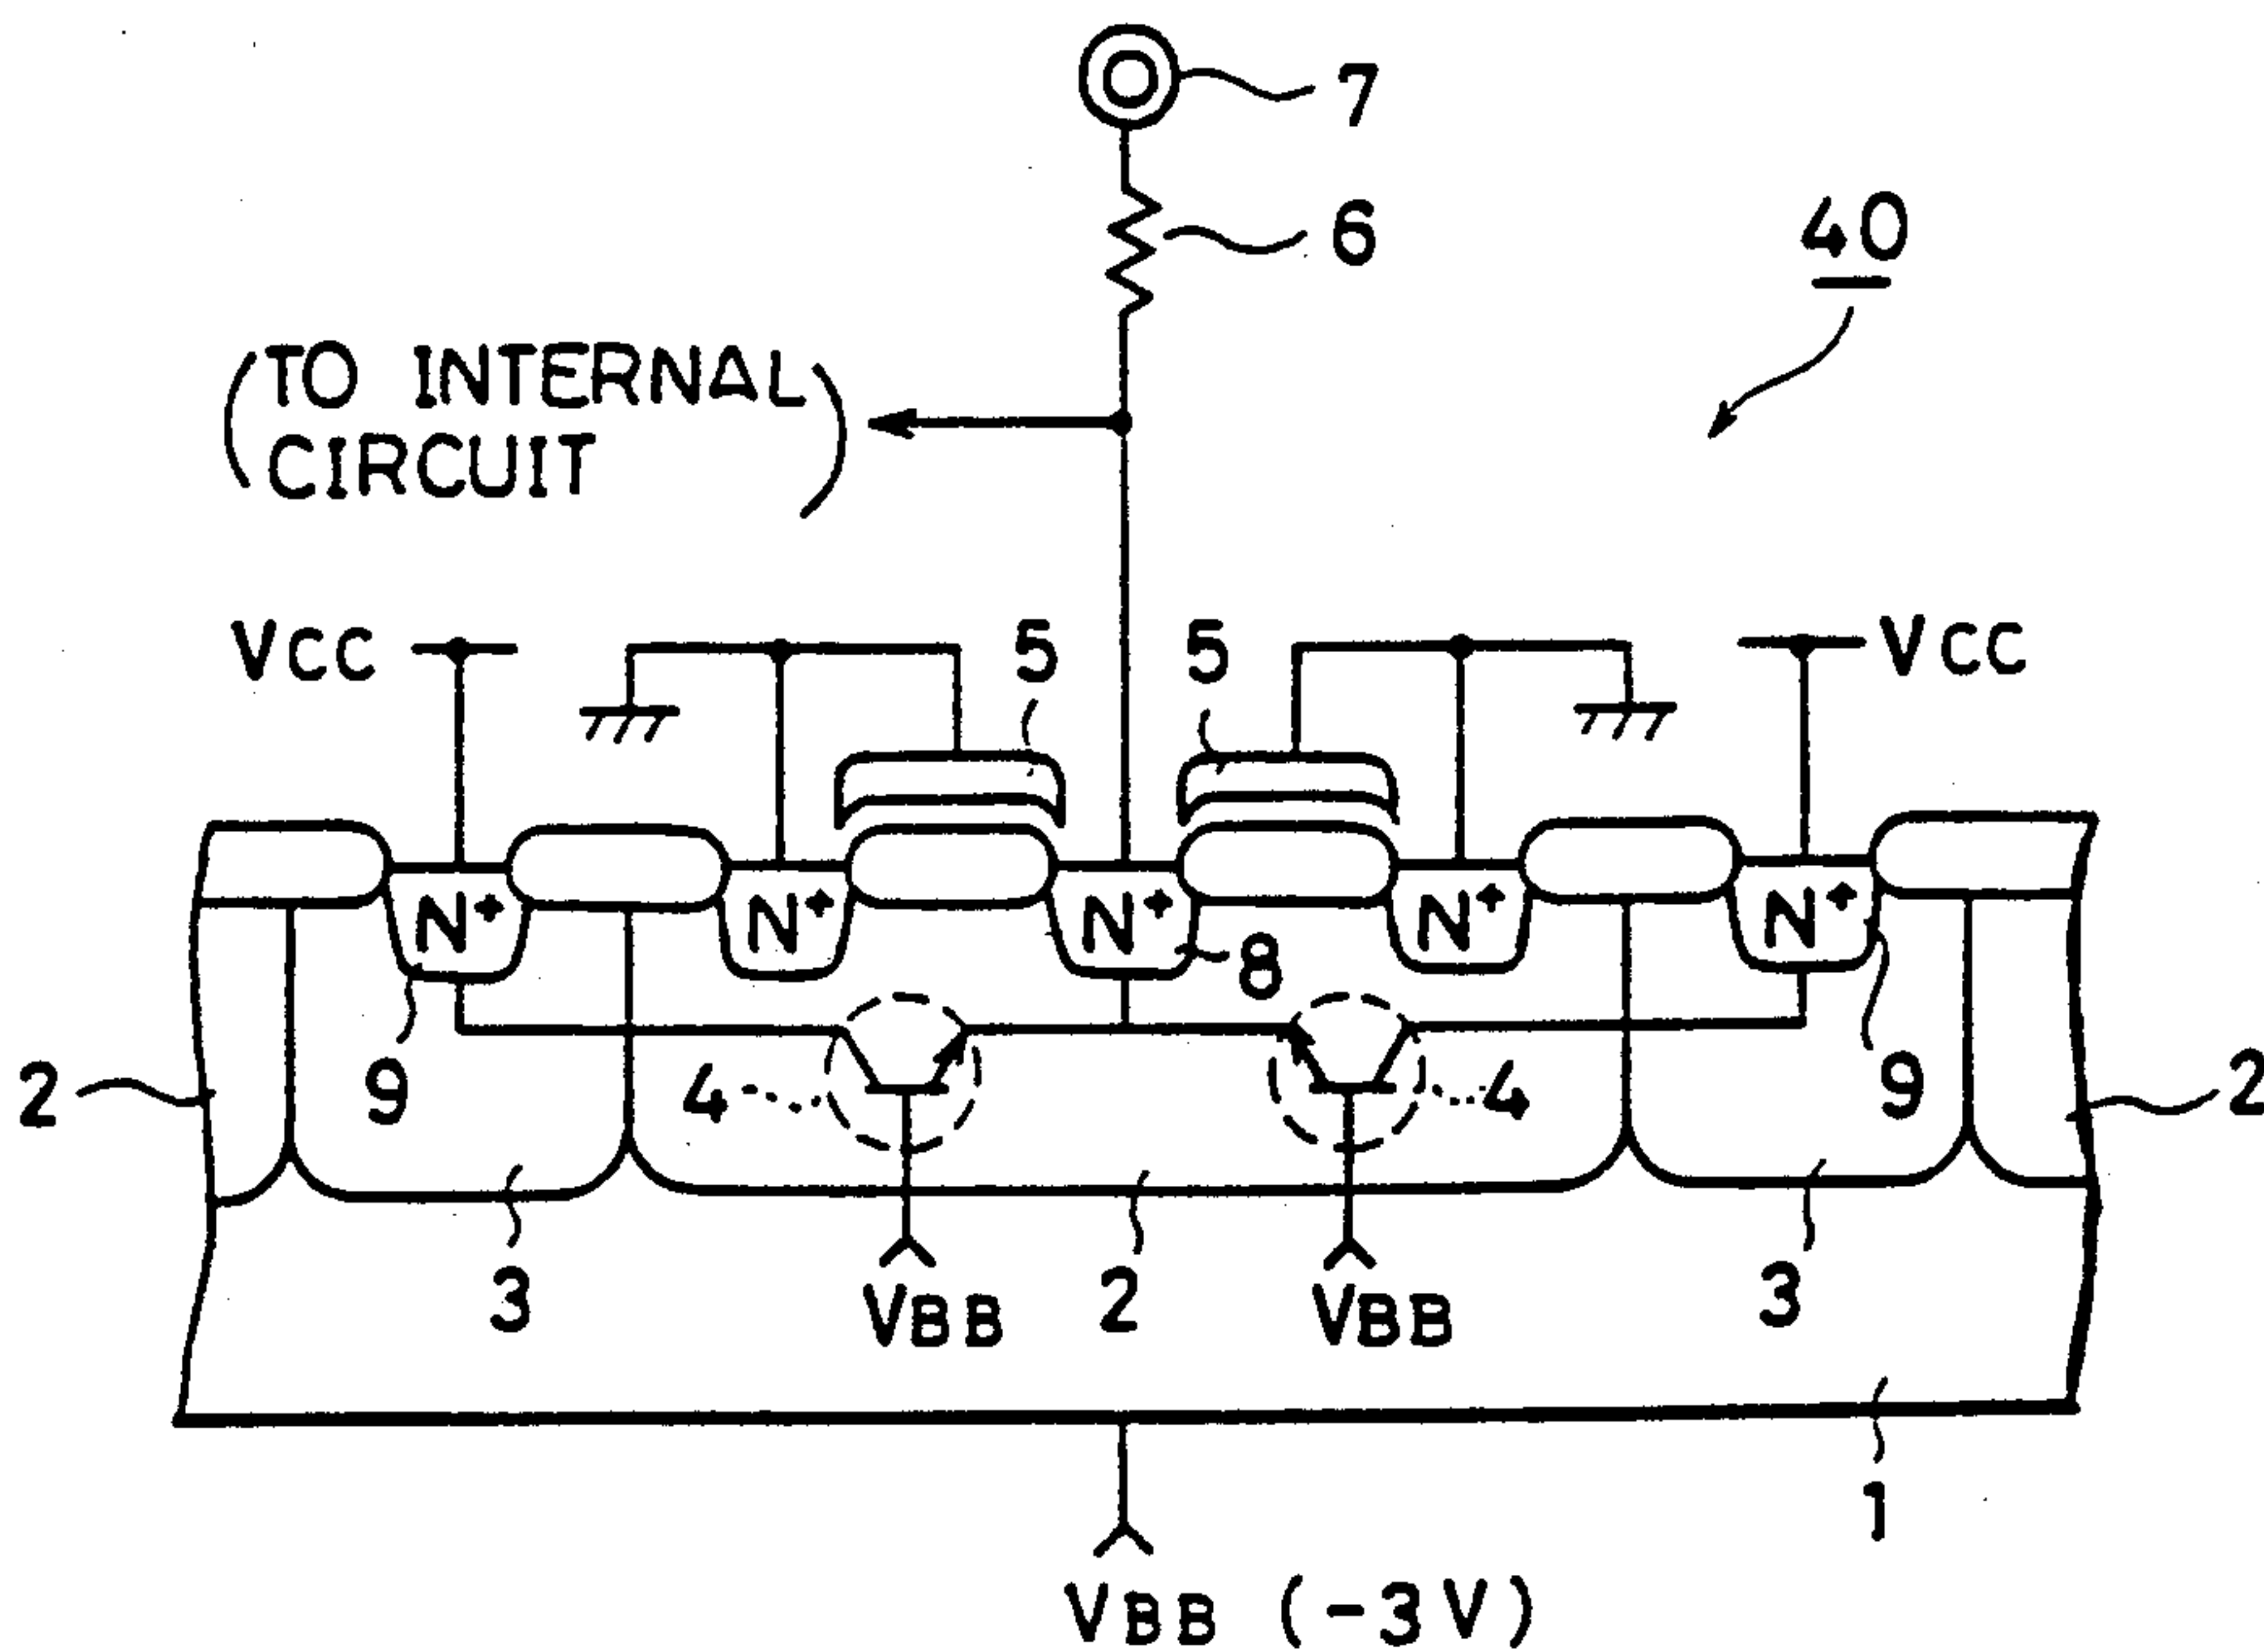 7
6
40
(TO INTERNAL
CIRCUIT)
VCC
5
5
VCC
N+
N+
N+
N+
N+
8
2
9
4
4
9
2
3
VBB
2
VBB
3
1
VBB (-3V)